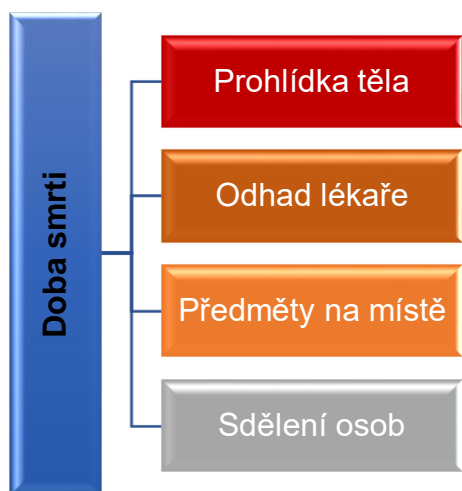 Doba smrti
Prohlídka těla
Odhad lékaře
Předměty na místě
Sdělení osob